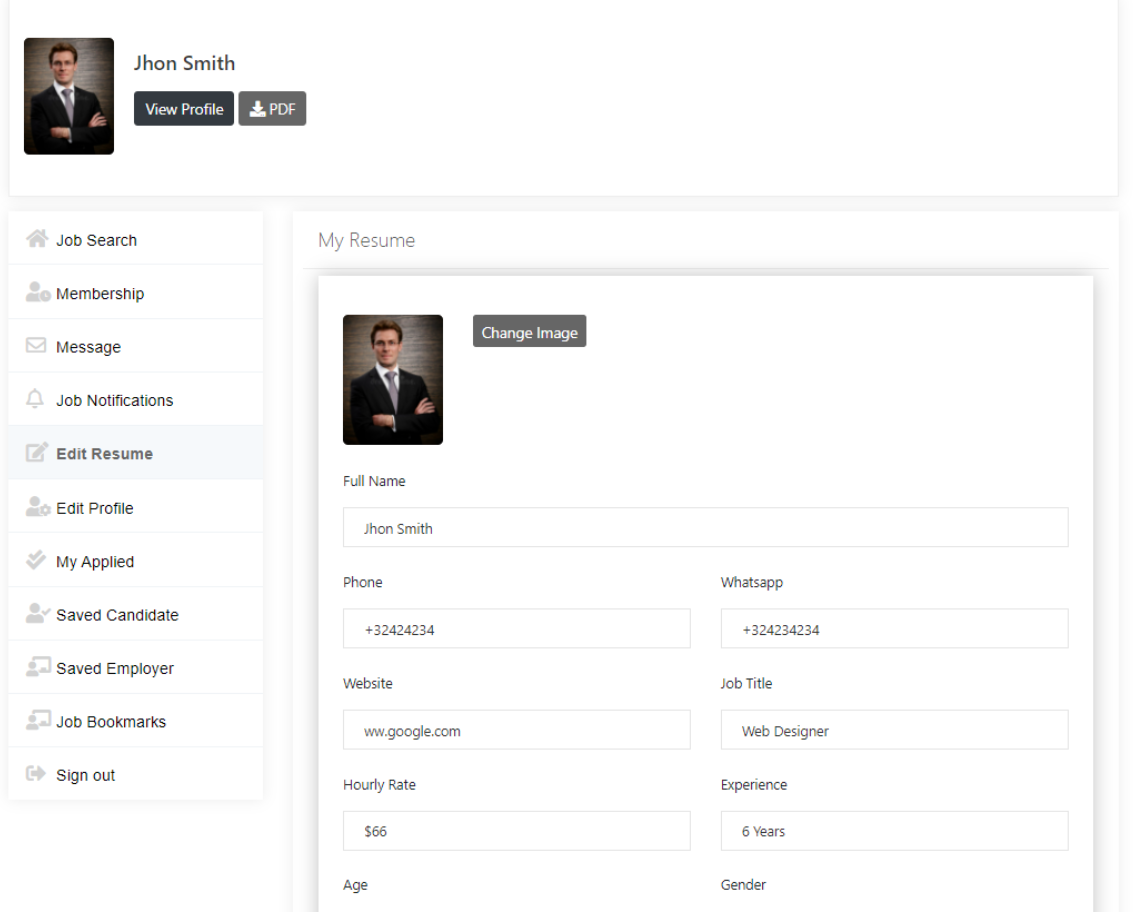 Jhon Smith
View Profile
PDF
Job Search
Membership
Message
Job Notifications
Edit Resume
Edit Profile
My Applied
Saved Candidate
Saved Employer
Job Bookmarks
Sign out
My Resume
Change Image
Full Name
Jhon Smith
Phone
Whatsapp
+32424234
+324234234
Website
Job Title
ww.google.com
Web Designer
Hourly Rate
Experience
$66
6 Years
Age
Gender